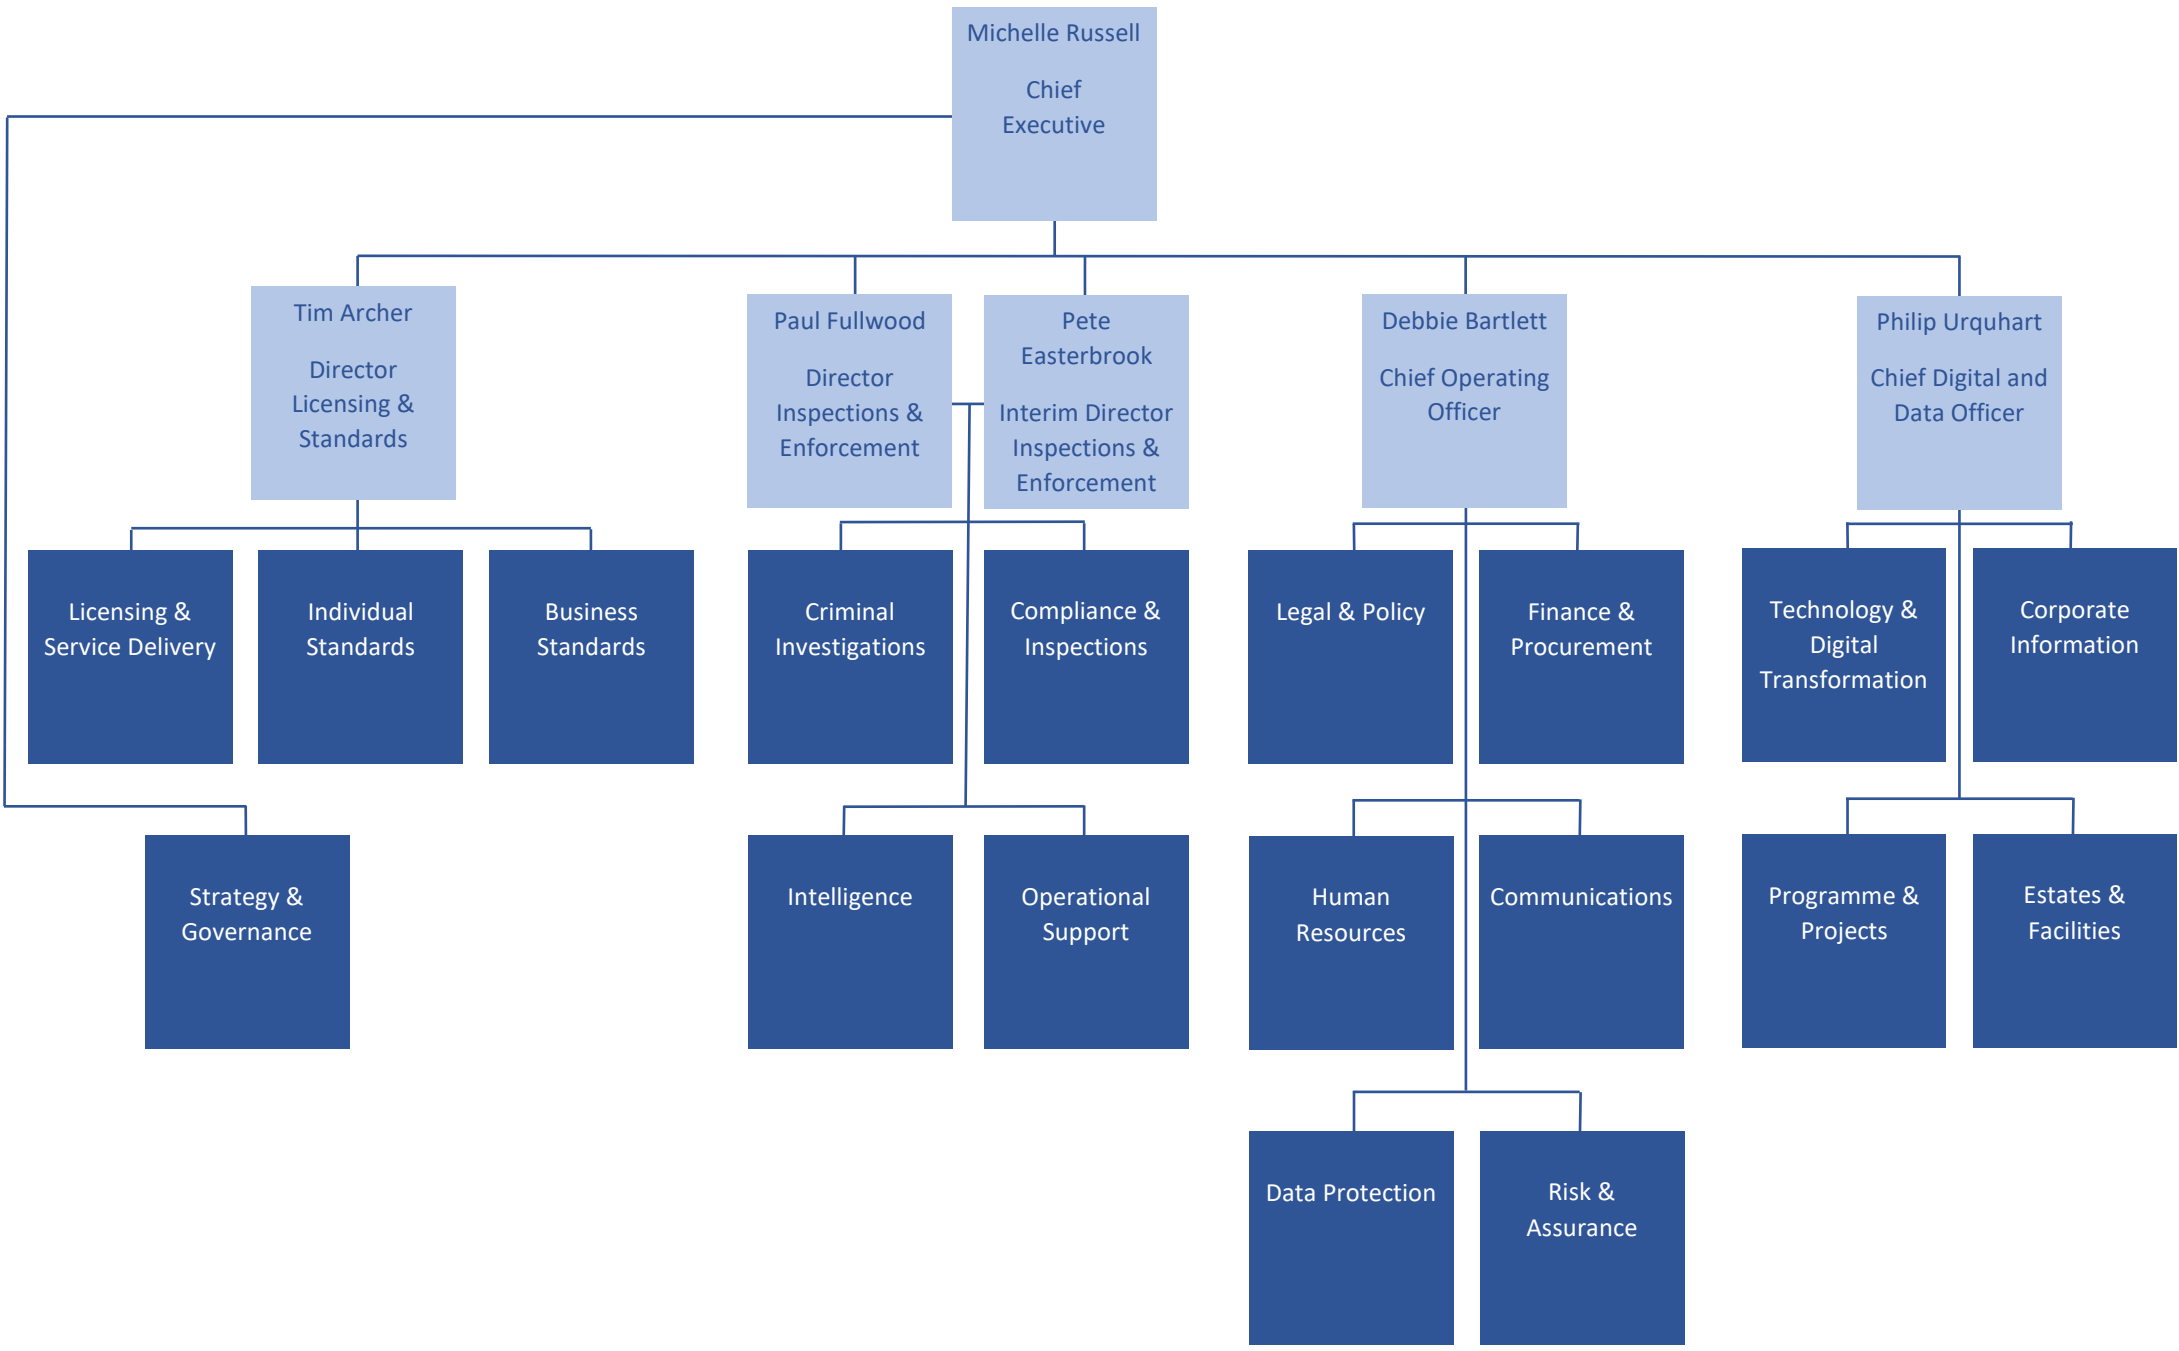 Michelle Russell
Chief
Executive
Tim Archer
Director
Licensing &
Standards
Paul Fullwood
Director
Inspections &
Enforcement
Pete
Easterbrook
Interim Director
Inspections &
Enforcement
Debbie Bartlett
Chief Operating
Officer
Philip Urquhart
Chief Digital and
Data Officer
Licensing &
Service Delivery
Individual
Standards
Business
Standards
Criminal
Investigations
Compliance &
Inspections
Legal & Policy
Finance &
Procurement
Technology &
Digital
Transformation
Corporate
Information
Strategy &
Governance
Intelligence
Operational
Support
Human
Resources
Communications
Programme &
Projects
Estates &
Facilities
Data Protection
Risk &
Assurance